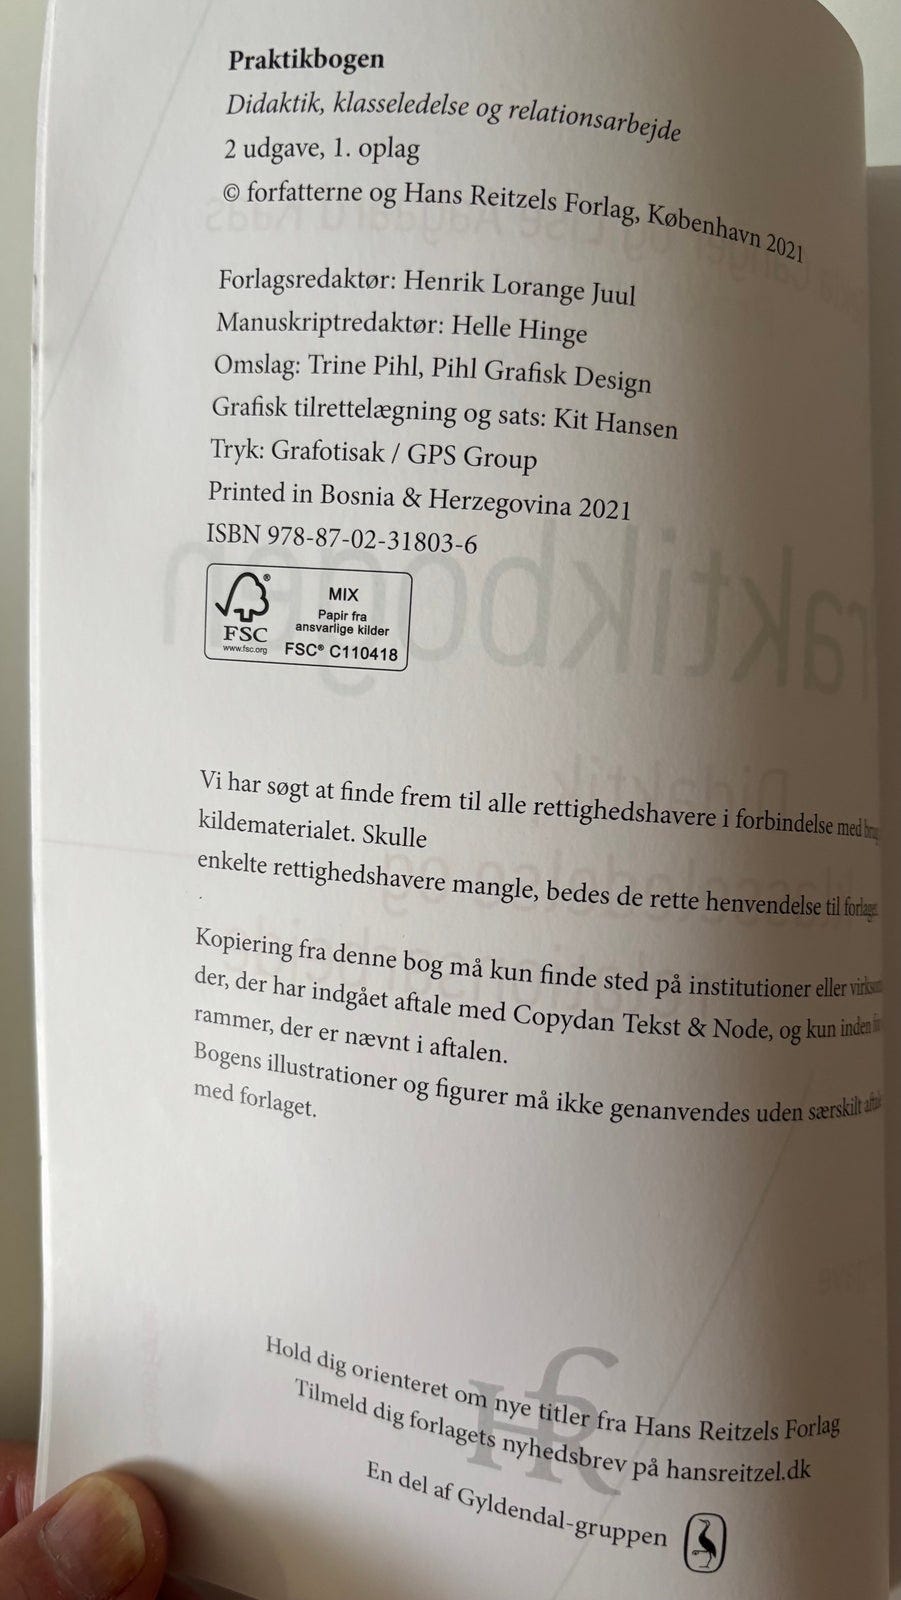 Praktikbogen
Didaktik, klasseledelse og relationsarbejde
2 udgave, 1. oplag
© forfatterne og Hans Reitzels Forlag, København 2021
Forlagsredaktør: Henrik Lorange Juul
Manuskriptredaktør: Helle Hinge
Omslag: Trine Pihl, Pihl Grafisk Design
Grafisk tilrettelægning og sats: Kit Hansen
Tryk: Grafotisak / GPS Group
Printed in Bosnia & Herzegovina 2021
ISBN 978-87-02-31803-6
FSC
www.fsc.org
MIX
Papir fra
ansvarlige kilder
FSC® C110418
Vi har søgt at finde frem til alle rettighedshavere i forbindelse med
kildematerialet. Skulle
enkelte rettighedshavere mangle, bedes de rette henvendelse til forlaget.
.
Kopiering fra denne bog må kun finde sted på institutioner eller
der, der har indgået aftale med Copydan Tekst & Node, og kun inden
rammer, der er nævnt i aftalen.
Bogens illustrationer og figurer må ikke genanvendes uden særskilt
med forlaget.
HR
Hold dig orienteret om nye titler fra Hans Reitzels Forlag
Tilmeld dig forlagets nyhedsbrev på hansreitzel.dk
En del af Gyldendal-gruppen